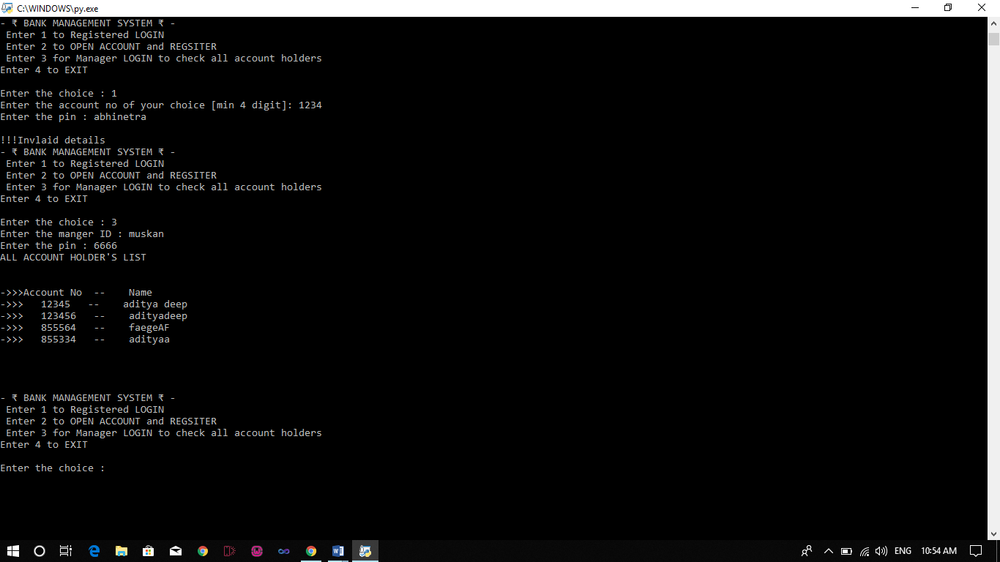 C:\WINDOWS\py.exe
- ₹ BANK MANAGEMENT SYSTEM ₹ -
Enter 1 to Registered LOGIN
Enter 2 to OPEN ACCOUNT and REGSITER
Enter 3 for Manager LOGIN to check all account holders
Enter 4 to EXIT
Enter the choice : 1
Enter the account no of your choice [min 4 digit]: 1234
Enter the pin : abhinetra
!!!Invlaid details
- ₹ BANK MANAGEMENT SYSTEM ₹ -
Enter 1 to Registered LOGIN
Enter 2 to OPEN ACCOUNT and REGSITER
Enter 3 for Manager LOGIN to check all account holders
Enter 4 to EXIT
Enter the choice : 3
Enter the manger ID : muskan
Enter the pin : 6666
ALL ACCOUNT HOLDER'S LIST
->>>Account No  --    Name
->>>   12345   --    aditya deep
->>>   123456   --    adityadeep
->>>   855564   --    faegeAF
->>>   855334   --    adityaa
- ₹ BANK MANAGEMENT SYSTEM ₹ -
Enter 1 to Registered LOGIN
Enter 2 to OPEN ACCOUNT and REGSITER
Enter 3 for Manager LOGIN to check all account holders
Enter 4 to EXIT
Enter the choice :
ENG 10:54 AM